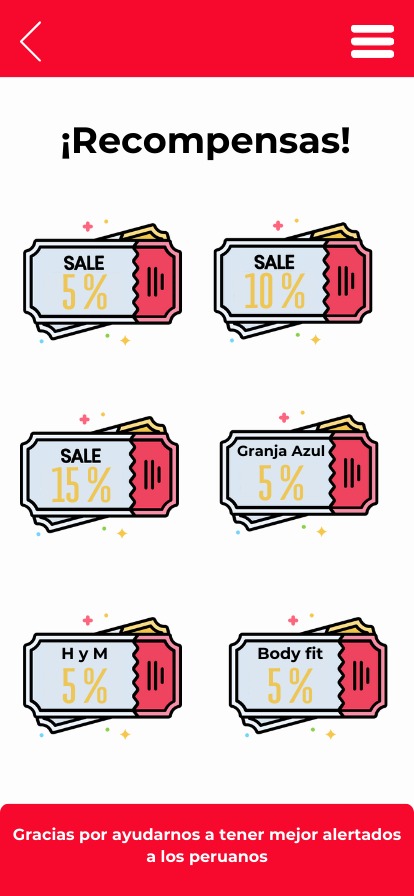 ¡Recompensas!
SALE
5 %
SALE
10 %
SALE
15 %
Granja Azul
5 %
H y M
5 %
Body fit
5 %
Gracias por ayudarnos a tener mejor alertados
a los peruanos